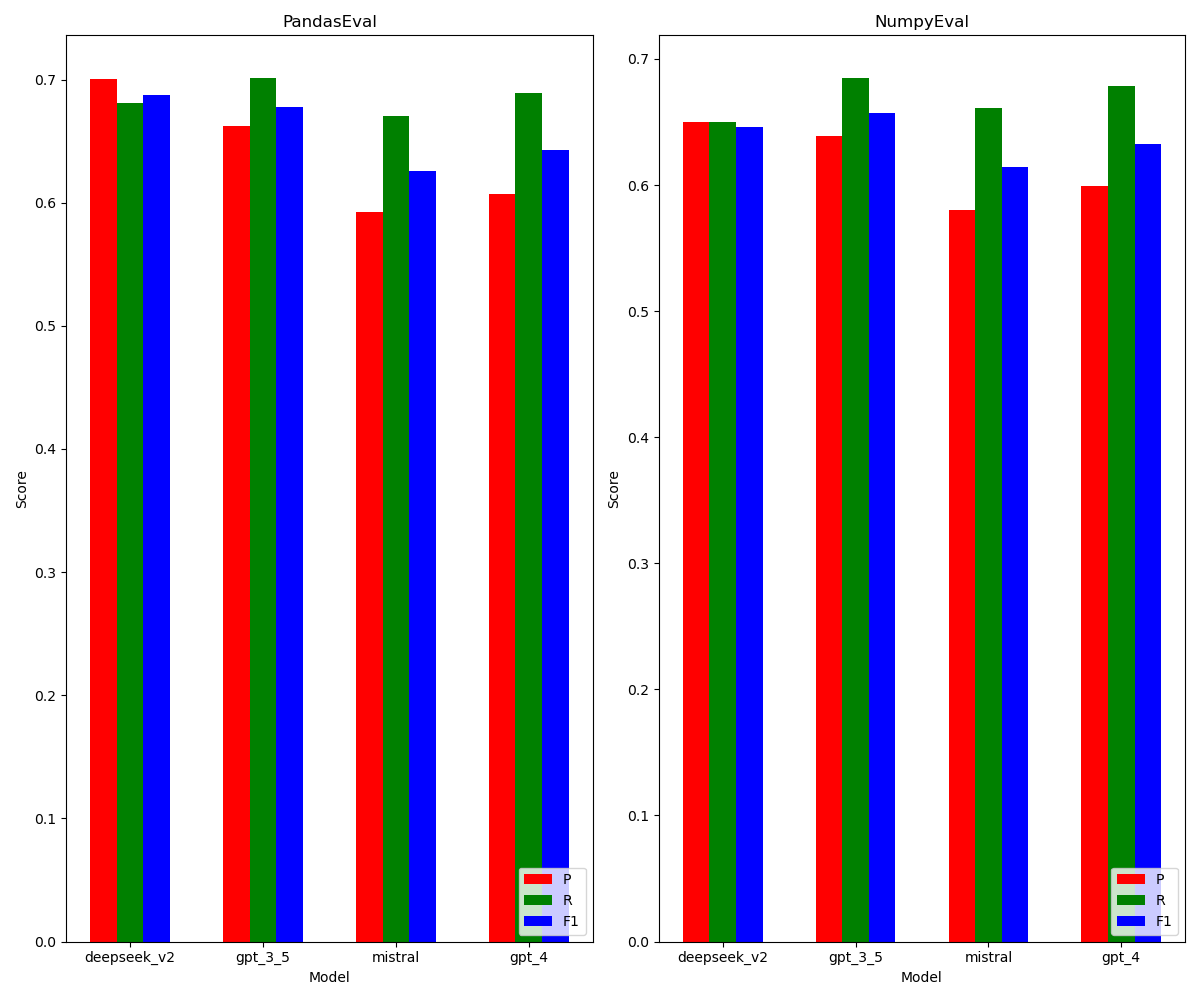 PandasEval
0.7
0.6
0.5
0.4
0.3
0.2
0.1
0.0
Score
deepseek_v2 gpt_3_5 mistral gpt_4
Model
P
R
F1
NumpyEval
0.7
0.6
0.5
0.4
0.3
0.2
0.1
0.0
Score
deepseek_v2 gpt_3_5 mistral gpt_4
Model
P
R
F1